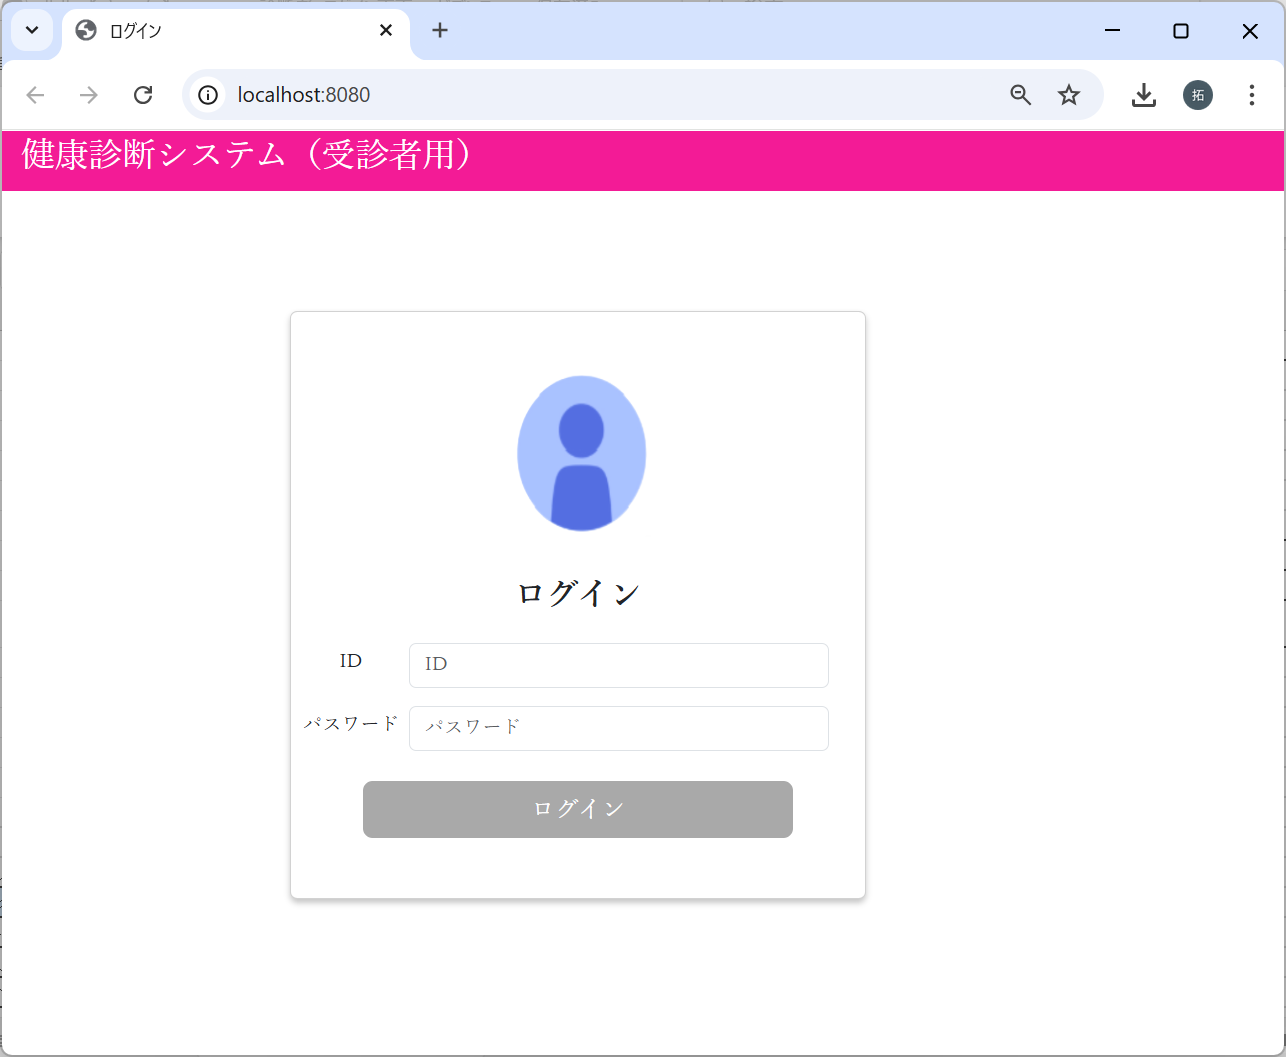 ログイン
localhost:8080
拓
健康診断システム（受診者用）
ログイン
ID ID
パスワード パスワード
ログイン